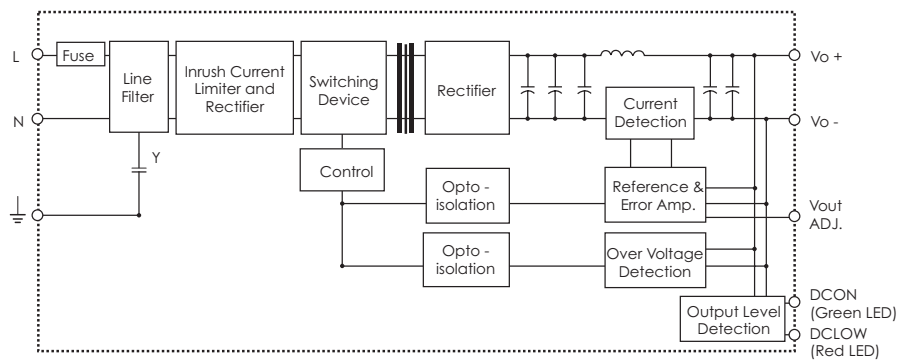 L
Fuse
Line
Filter
Inrush Current
Limiter and
Rectifier
Switching
Device
Rectifier
Current
Detection
Vo +
N
Vo -
Y
Control
Opto -
isolation
Reference &
Error Amp.
Vout
ADJ.
Opto -
isolation
Over Voltage
Detection
Output Level
Detection
DCON
(Green LED)
DCLOW
(Red LED)